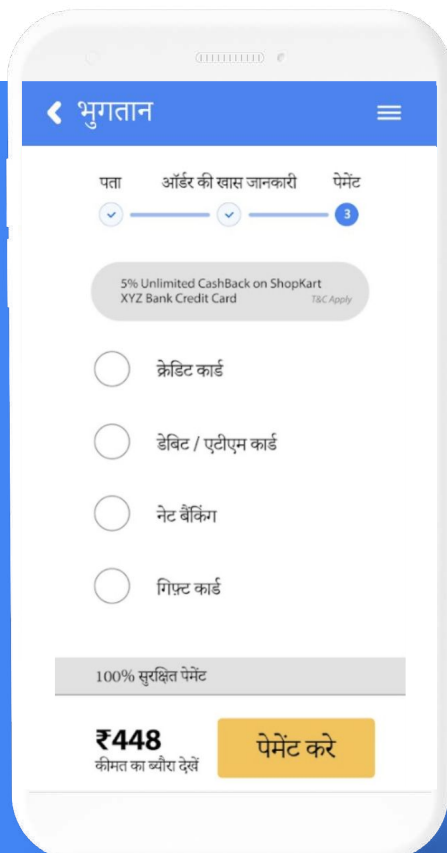 भुगतान
पता ऑर्डर की खास जानकारी पेमेंट
3
5% Unlimited CashBack on ShopKart
XYZ Bank Credit Card T&C Apply
क्रेडिट कार्ड
डेबिट / एटीएम कार्ड
नेट बैंकिंग
गिफ़्ट कार्ड
100% सुरक्षित पेमेंट
₹448
कीमत का ब्यौरा देखें
पेमेंट करे